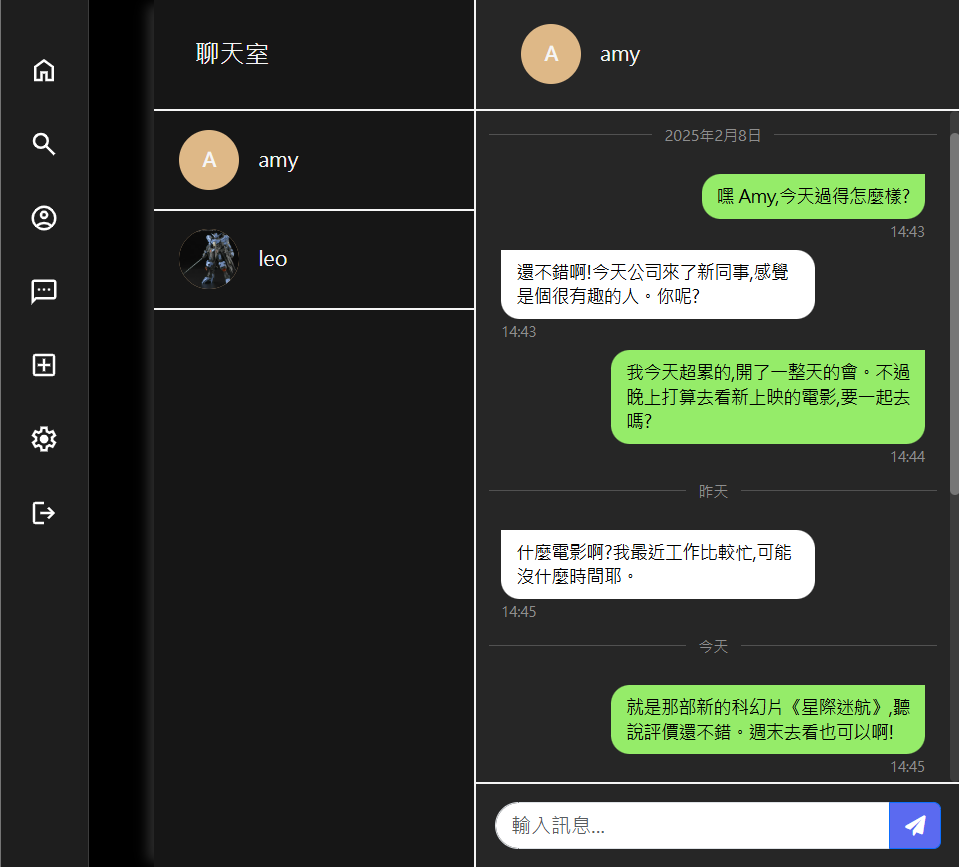 聊天室
A
amy
A
amy
leo
2025年2月8日
嘿 Amy,今天過得怎麼樣?
14:43
還不錯啊!今天公司來了新同事,感覺
是個很有趣的人。你呢?
14:43
我今天超累的,開了一整天的會。不過
晚上打算去看新上映的電影,要一起去
嗎?
14:44
昨天
什麼電影啊?我最近工作比較忙,可能
沒什麼時間耶。
14:45
今天
就是那部新的科幻片《星際迷航》,聽
說評價還不錯。週末去看也可以啊!
14:45
輸入訊息...